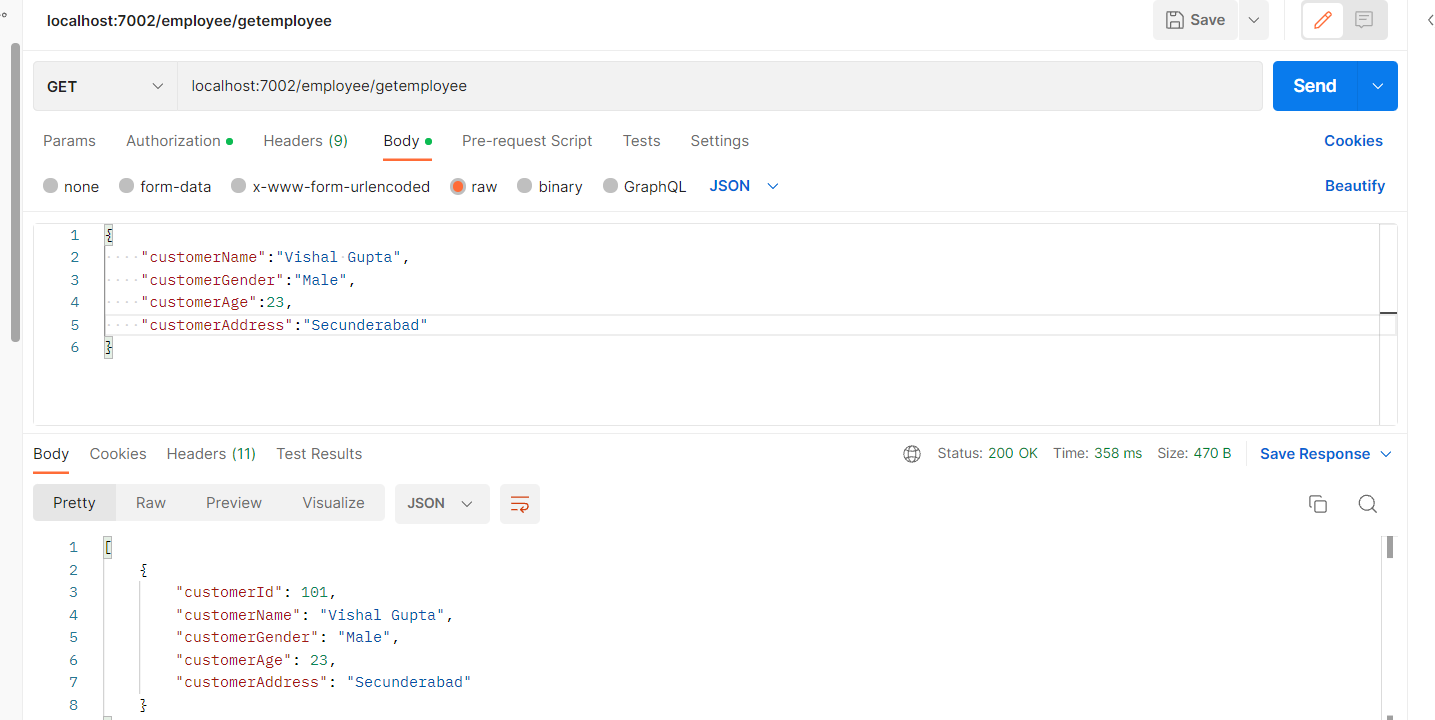 localhost:7002/employee/getemployee
Save
GET
localhost:7002/employee/getemployee
Send
Params Authorization Headers (9) Body Pre-request Script Tests Settings Cookies
none form-data x-www-form-urlencoded raw binary GraphQL JSON Beautify
1 {
2 "customerName":"Vishal Gupta",
3 "customerGender":"Male",
4 "customerAge":23,
5 "customerAddress":"Secunderabad"
6 }
Body Cookies Headers (11) Test Results Status: 200 OK Time: 358 ms Size: 470 B Save Response
Pretty Raw Preview Visualize JSON
1 [
2 {
3 "customerId": 101,
4 "customerName": "Vishal Gupta",
5 "customerGender": "Male",
6 "customerAge": 23,
7 "customerAddress": "Secunderabad"
8 }